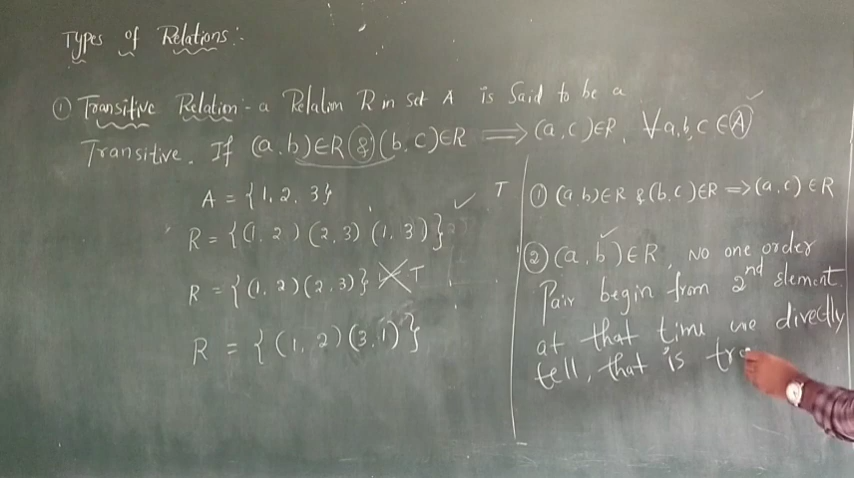 Types of Relations:-
① Transitive Relation:- a Relation R in set A is Said to be a
Transitive. If (a,b)∈R & (b,c)∈R ⟹ (a,c)∈R, ∀a,b,c ∈ A ✓
A = {1, 2, 3}
R = {(1, 2) (2, 3) (1, 3)} ✓ T
R = {(1, 2)(2, 3)} ✗ T
R = {(1, 2)(3, 1)}
① (a,b)∈R & (b,c)∈R => (a,c)∈R
② (a,b)∈R, NO one order
Pair begin from 2nd element.
at that time we directly
tell, that is tra